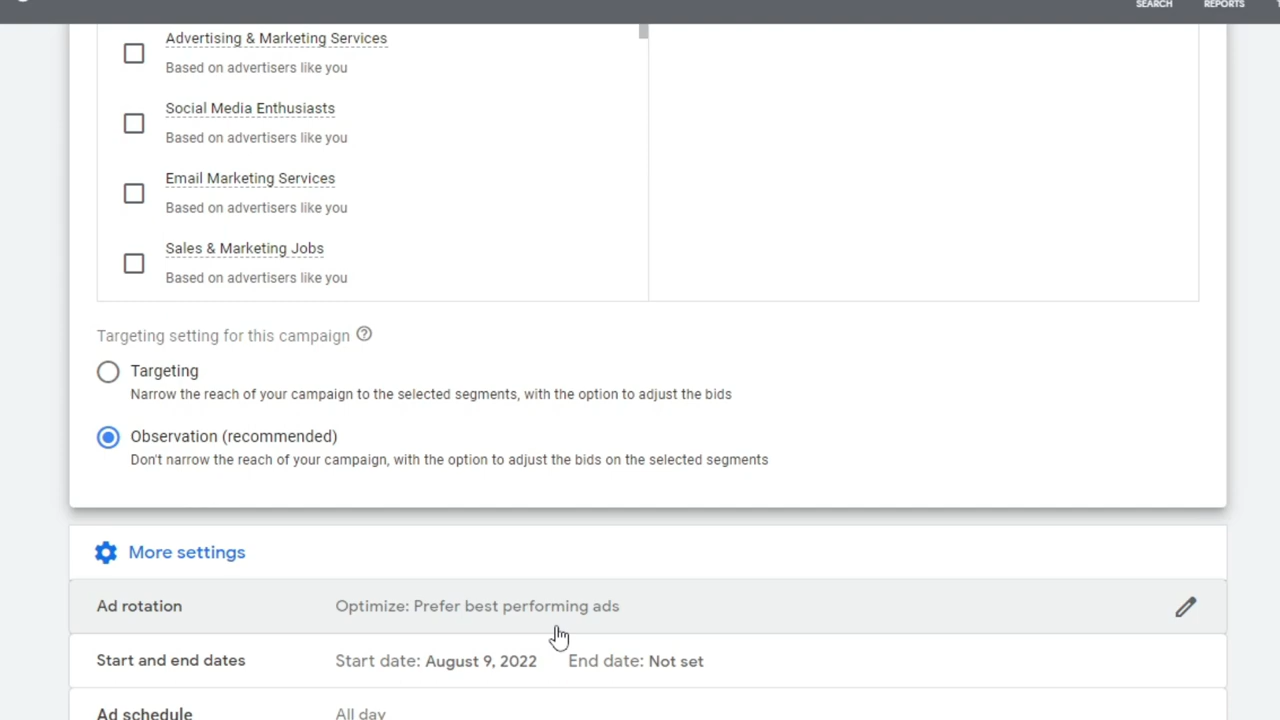 SEARCH REPORTS
Advertising & Marketing Services
Based on advertisers like you
Social Media Enthusiasts
Based on advertisers like you
Email Marketing Services
Based on advertisers like you
Sales & Marketing Jobs
Based on advertisers like you
Targeting setting for this campaign
Targeting
Narrow the reach of your campaign to the selected segments, with the option to adjust the bids
Observation (recommended)
Don't narrow the reach of your campaign, with the option to adjust the bids on the selected segments
More settings
Ad rotation Optimize: Prefer best performing ads
Start and end dates Start date: August 9, 2022 End date: Not set
Ad schedule All day